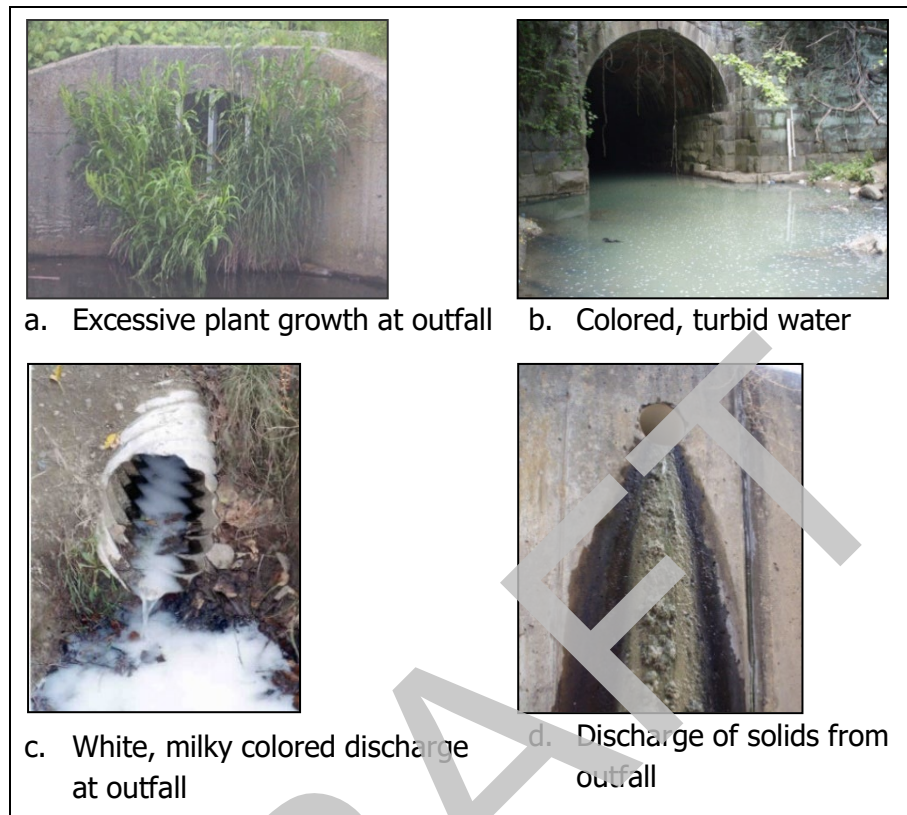 a. Excessive plant growth at outfall
b. Colored, turbid water
c. White, milky colored discharge
at outfall
d. Discharge of solids from
outfall
DRAFT